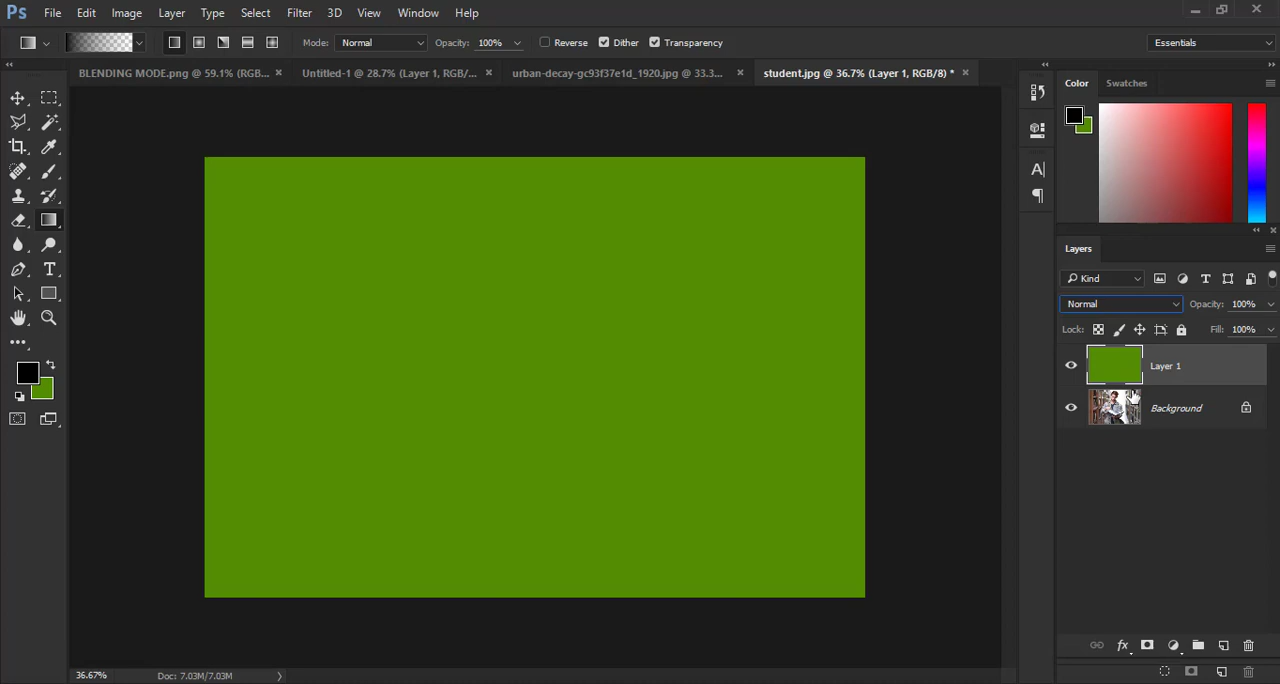 Ps File Edit Image Layer Type Select Filter 3D View Window Help
Mode: Normal Opacity: 100% Reverse Dither Transparency Essentials
BLENDING MODE.png @ 59.1% (RGB... × Untitled-1 @ 28.7% (Layer 1, RGB/... × urban-decay-gc93f37e1d_1920.jpg @ 33.3... × student.jpg @ 36.7% (Layer 1, RGB/8) * ×
Color Swatches
Layers
Kind
Normal Opacity: 100%
Lock: Fill: 100%
Layer 1
Background
36.67% Doc: 7.03M/7.03M